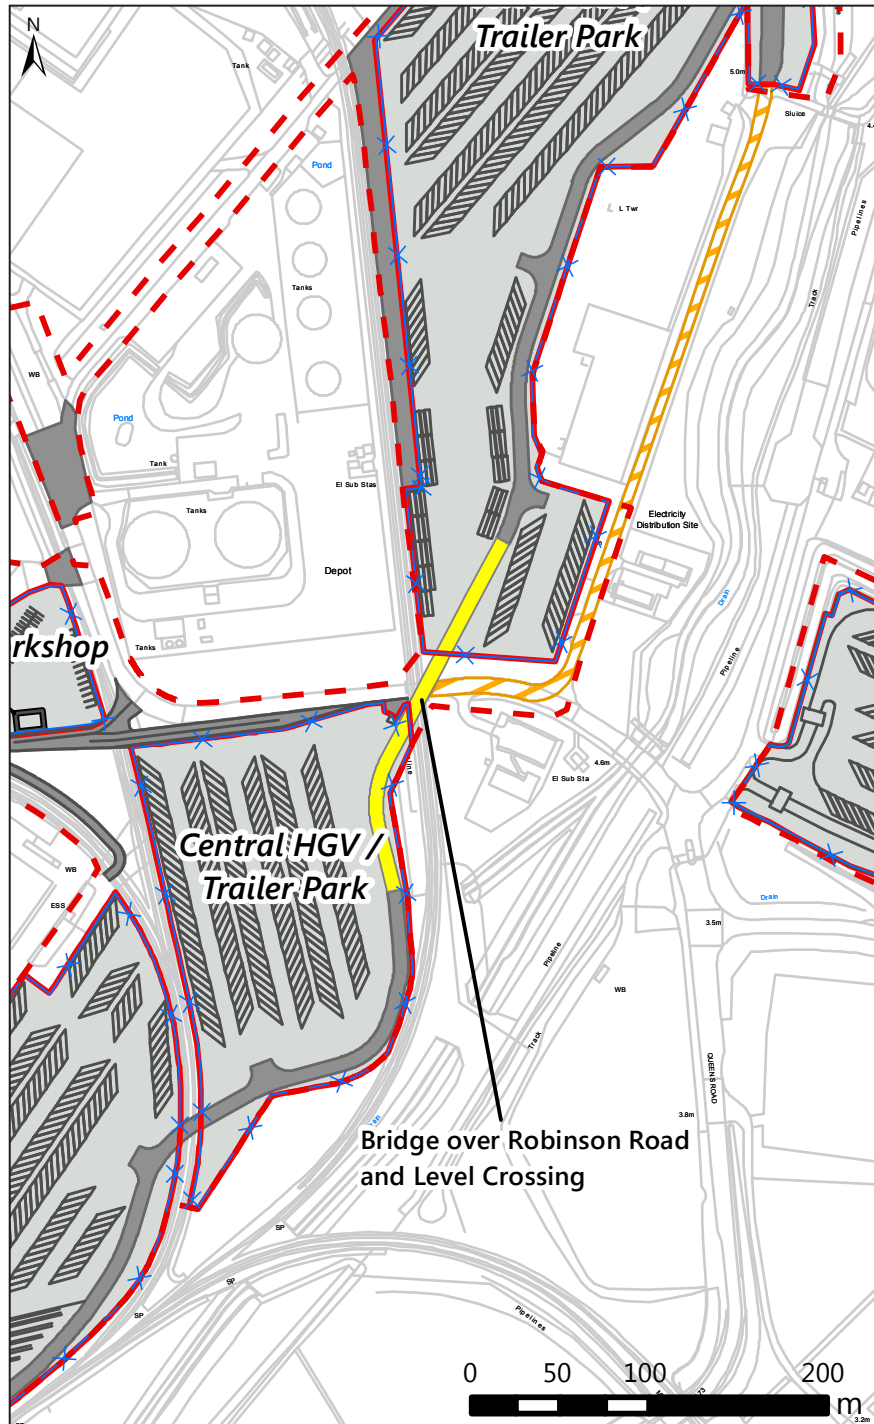 N
Trailer Park
Tank
5.0m
Sluice
Pond
L Twr
Pipelines
Track
Tanks
WB
Pond
Tank
El Sub Stas
Tanks
Electricity
Distribution Site
Depot
Drain
Tanks
rkshop
Pipeline
4.6m
El Sub Sta
Central HGV /
Trailer Park
WB
ESS
Drain
3.5m
Pipeline
WB
Track
QUEENS ROAD
3.8m
Bridge over Robinson Road
and Level Crossing
SP
SP
SP
Pipelines
0 50 100 200
m
3.2m